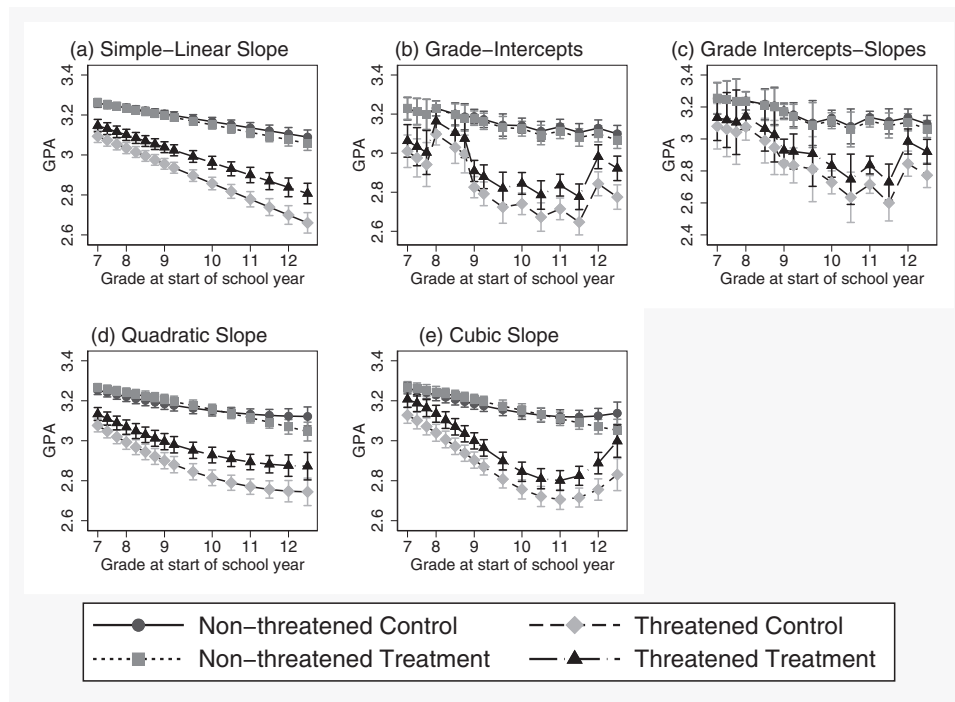 (a) Simple−Linear Slope
(b) Grade−Intercepts
(c) Grade Intercepts−Slopes
GPA
2.6 2.8 3 3.2 3.4
7 8 9 10 11 12
Grade at start of school year
GPA
2.6 2.8 3 3.2 3.4
7 8 9 10 11 12
Grade at start of school year
GPA
2.4 2.6 2.8 3 3.2 3.4
7 8 9 10 11 12
Grade at start of school year
(d) Quadratic Slope
(e) Cubic Slope
GPA
2.6 2.8 3 3.2 3.4
7 8 9 10 11 12
Grade at start of school year
GPA
2.6 2.8 3 3.2 3.4
7 8 9 10 11 12
Grade at start of school year
Non−threatened Control
Threatened Control
Non−threatened Treatment
Threatened Treatment